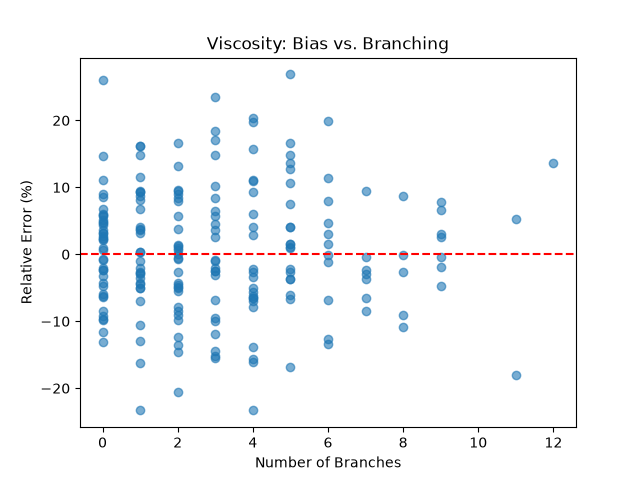 Viscosity: Bias vs. Branching
Relative Error (%)
20
10
0
−10
−20
0 2 4 6 8 10 12
Number of Branches